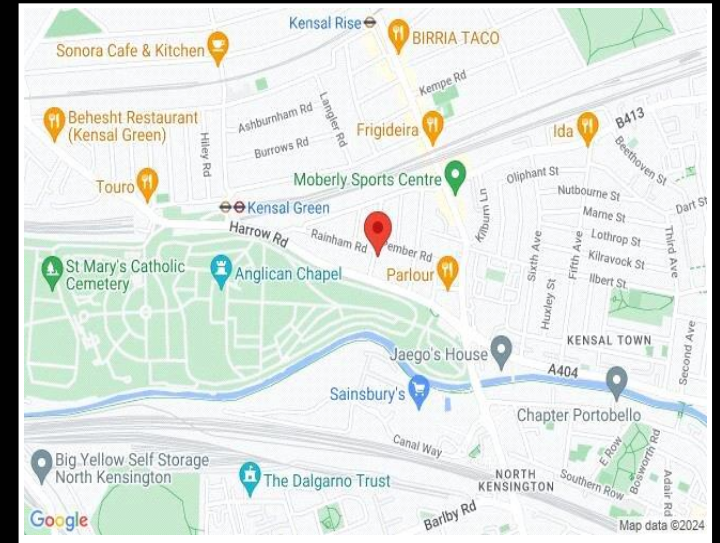 Kensal Rise
BIRRIA TACO
Sonora Cafe & Kitchen
Kempe Rd
Langler Rd
Ashburnham Rd
Behesht Restaurant
(Kensal Green)
Hiley Rd
Frigideira
Ida
B413
Burrows Rd
Beethoven St
Moberly Sports Centre
Oliphant St
Touro
Nutbourne St
Dart St
Kensal Green
Kilburn Ln
Marne St
Harrow Rd
Rainham Rd
ember Rd
Lothrop St
Third Ave
Sixth Ave
Fifth Ave
Kilravock St
St Mary's Catholic
Cemetery
Anglican Chapel
Parlour
Ilbert St
Huxley St
KENSAL TOWN
Second Ave
Jaego's House
A404
Sainsbury's
Chapter Portobello
Canal Way
E Row
Bosworth Rd
Big Yellow Self Storage
North Kensington
The Dalgarno Trust
NORTH
KENSINGTON
Southern Row
Adair Rd
Barlby Rd
Google
Map data ©2024